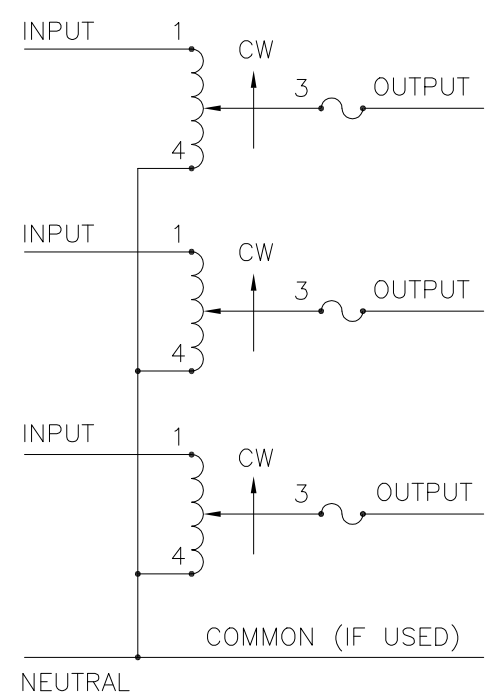 INPUT 1
CW
3 OUTPUT
4
INPUT 1
CW
3 OUTPUT
4
INPUT 1
CW
3 OUTPUT
4
COMMON (IF USED)
NEUTRAL